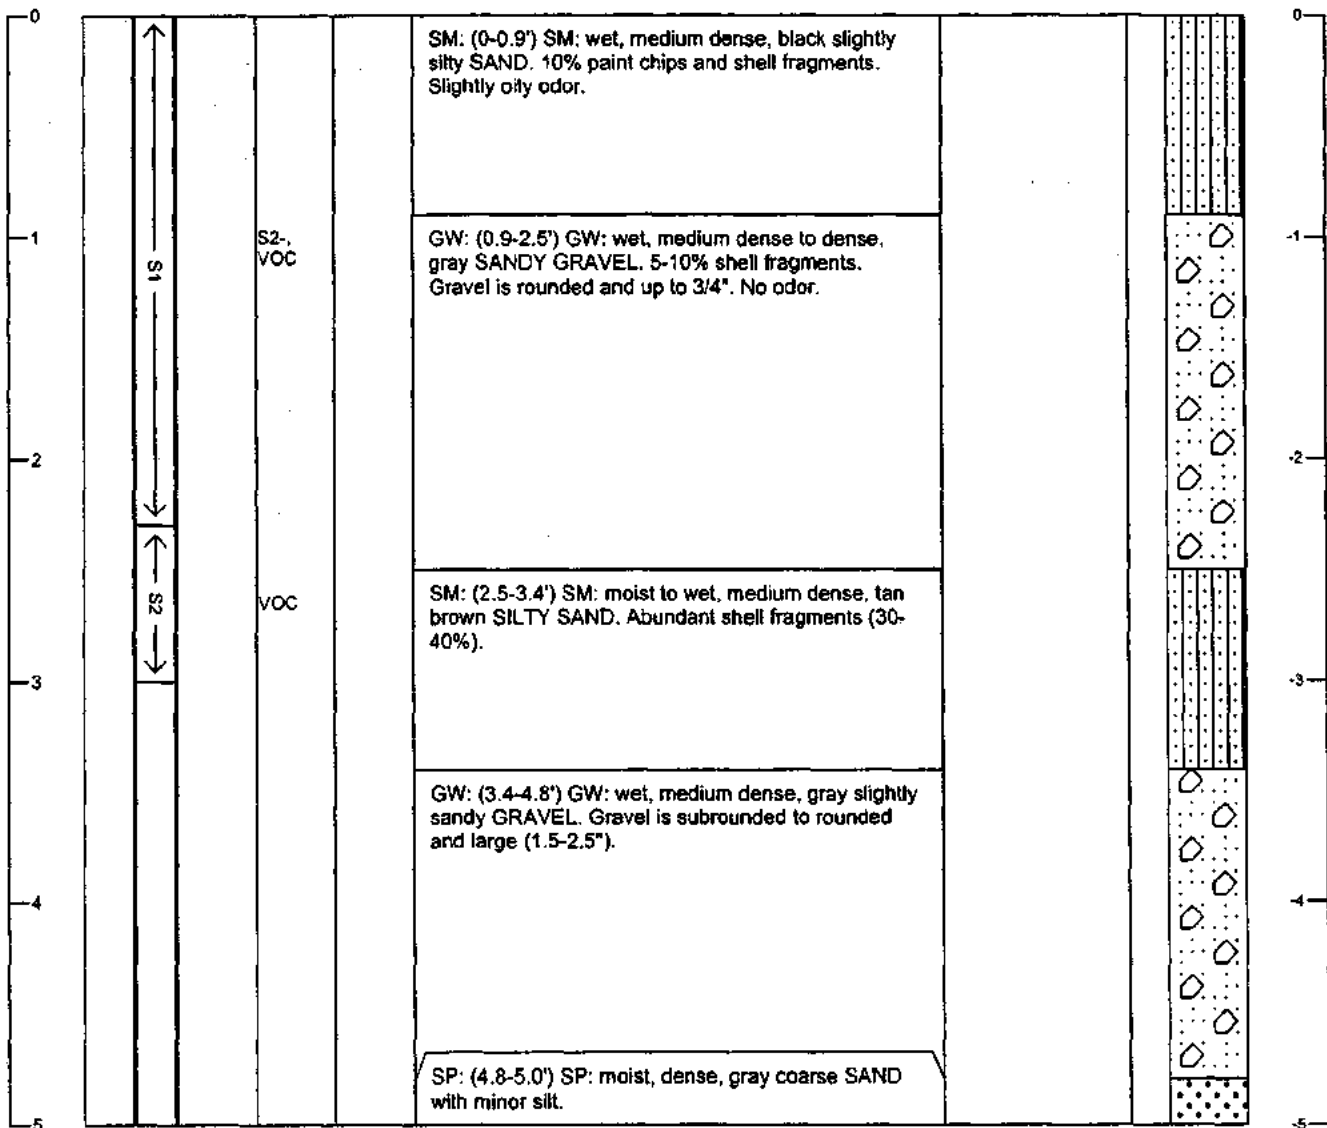 0
0
SM: (0-0.9') SM: wet, medium dense, black slightly
silty SAND. 10% paint chips and shell fragments.
Slightly oily odor.
-1
-1
S1
S2-,
VOC
GW: (0.9-2.5') GW: wet, medium dense to dense,
gray SANDY GRAVEL. 5-10% shell fragments.
Gravel is rounded and up to 3/4". No odor.
-2
-2
S2
VOC
SM: (2.5-3.4') SM: moist to wet, medium dense, tan
brown SILTY SAND. Abundant shell fragments (30-
40%).
-3
-3
GW: (3.4-4.8') GW: wet, medium dense, gray slightly
sandy GRAVEL. Gravel is subrounded to rounded
and large (1.5-2.5").
-4
-4
SP: (4.8-5.0') SP: moist, dense, gray coarse SAND
with minor silt.
-5
-5